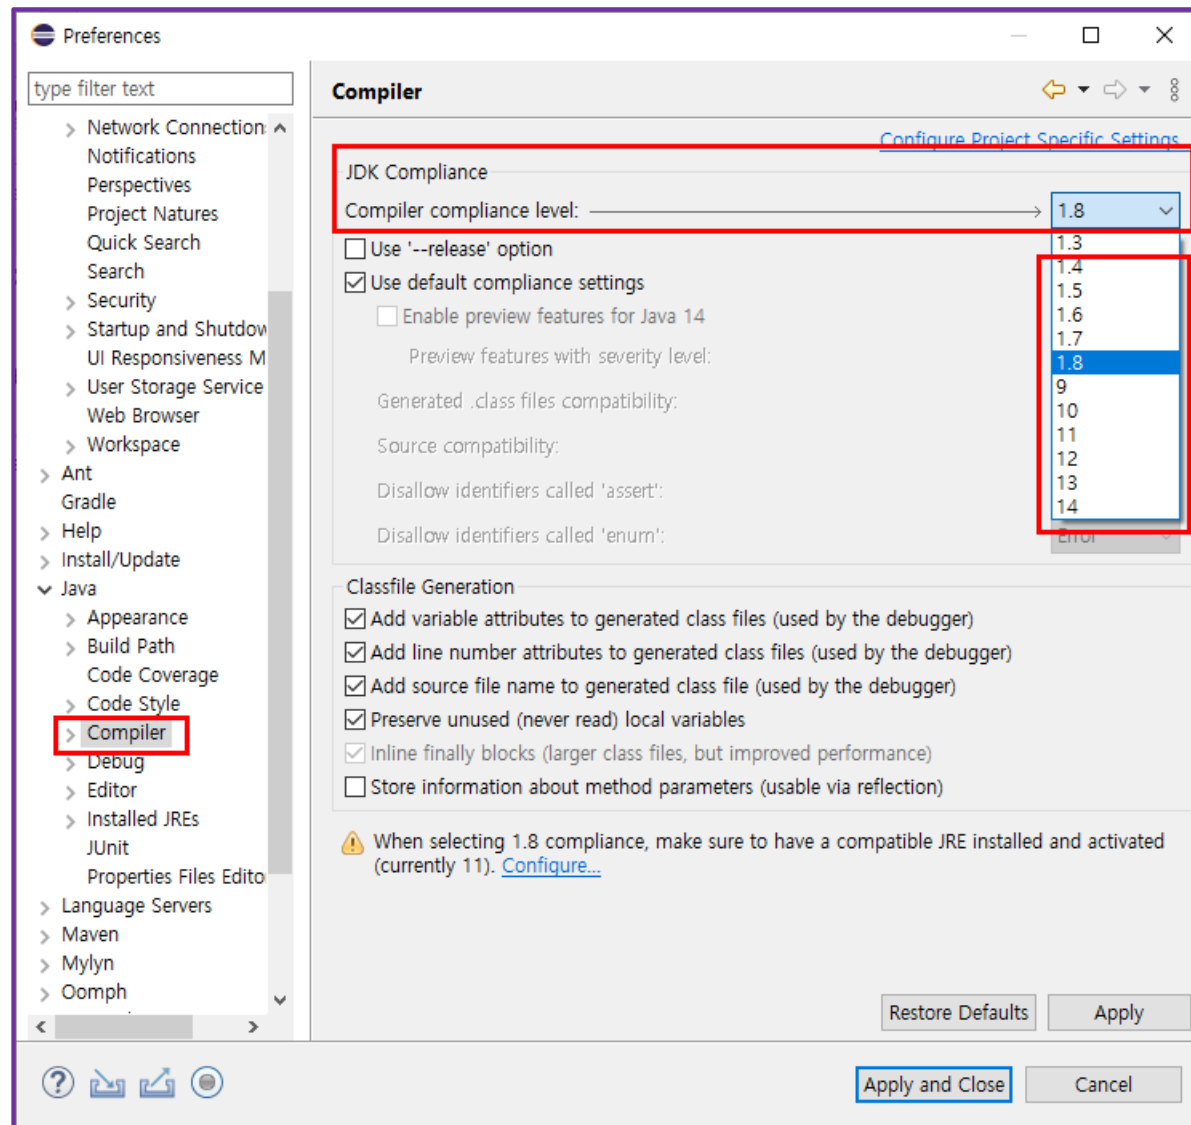 Preferences
type filter text
Network Connection
Notifications
Perspectives
Project Natures
Quick Search
Search
Security
Startup and Shutdow
UI Responsiveness M
User Storage Service
Web Browser
Workspace
Ant
Gradle
Help
Install/Update
Java
Appearance
Build Path
Code Coverage
Code Style
Compiler
Debug
Editor
Installed JREs
JUnit
Properties Files Edito
Language Servers
Maven
Mylyn
Oomph
Compiler
Configure Project Specific Settings
JDK Compliance
Compiler compliance level: 1.8
1.3
1.4
1.5
1.6
1.7
1.8
9
10
11
12
13
14
Use '--release' option
Use default compliance settings
Enable preview features for Java 14
Preview features with severity level:
Generated .class files compatibility:
Source compatibility:
Disallow identifiers called 'assert':
Disallow identifiers called 'enum': Error
Classfile Generation
Add variable attributes to generated class files (used by the debugger)
Add line number attributes to generated class files (used by the debugger)
Add source file name to generated class file (used by the debugger)
Preserve unused (never read) local variables
Inline finally blocks (larger class files, but improved performance)
Store information about method parameters (usable via reflection)
When selecting 1.8 compliance, make sure to have a compatible JRE installed and activated
(currently 11). Configure...
Restore Defaults Apply
Apply and Close Cancel